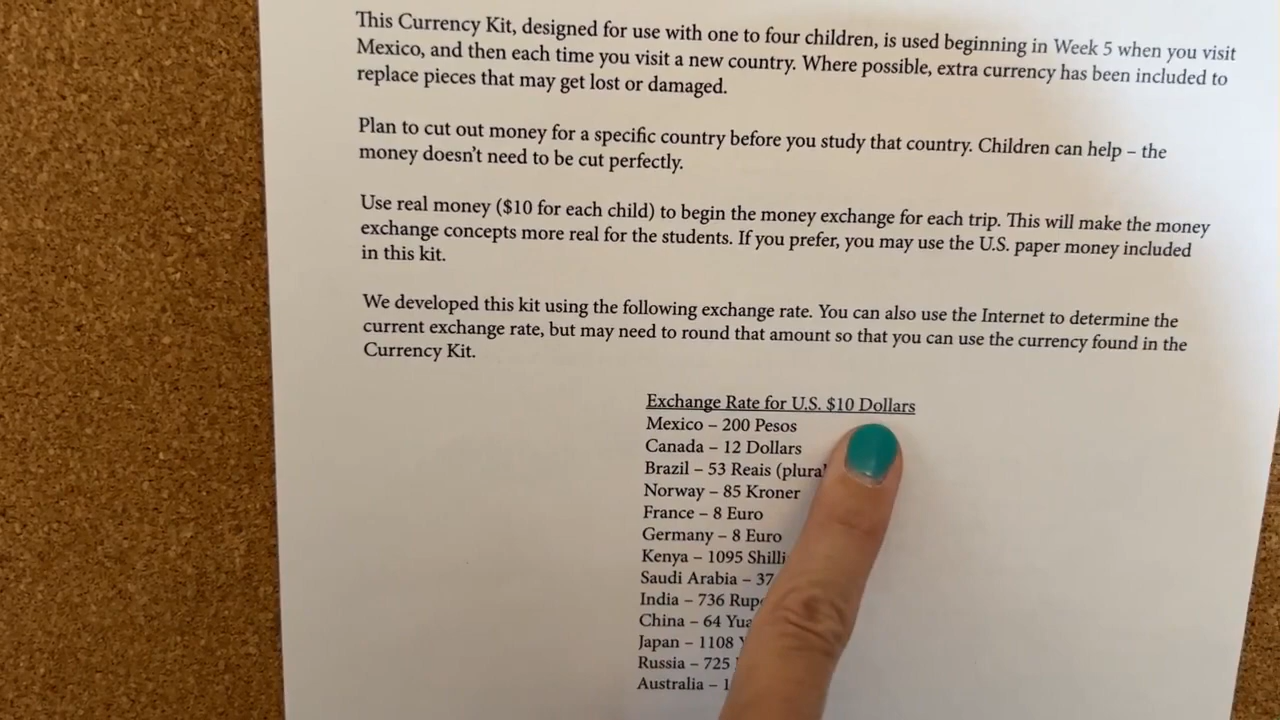 This Currency Kit, designed for use with one to four children, is used beginning in Week 5 when you visit
Mexico, and then each time you visit a new country. Where possible, extra currency has been included to
replace pieces that may get lost or damaged.
Plan to cut out money for a specific country before you study that country. Children can help – the
money doesn't need to be cut perfectly.
Use real money ($10 for each child) to begin the money exchange for each trip. This will make the money
exchange concepts more real for the students. If you prefer, you may use the U.S. paper money included
in this kit.
We developed this kit using the following exchange rate. You can also use the Internet to determine the
current exchange rate, but may need to round that amount so that you can use the currency found in the
Currency Kit.
Exchange Rate for U.S. $10 Dollars
Mexico – 200 Pesos
Canada – 12 Dollars
Brazil – 53 Reais
Norway – 85 Kroner
France – 8 Euro
Germany – 8 Euro
Kenya – 1095
Saudi Arabia – 37
India – 736
China – 64
Japan – 1108
Russia – 725
Australia –